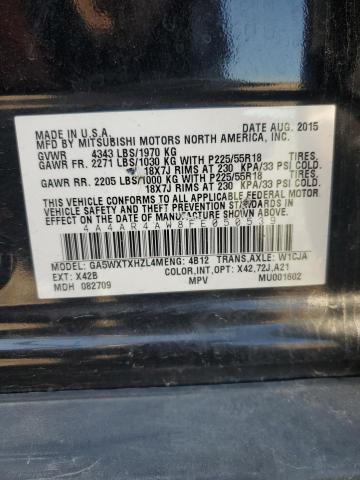 MADE IN U.S.A. DATE AUG. 2015
MFD BY MITSUBISHI MOTORS NORTH AMERICA, INC.
GVWR 4343 LBS/1970 KG
GAWR FR. 2271 LBS/1030 KG WITH P225/55R18 TIRES,
18X7J RIMS AT 230 KPA/33 PSI COLD
GAWR RR. 2205 LBS/1000 KG WITH P225/55R18 TIRES,
18X7J RIMS AT 230 KPA/33 PSI COLD
THIS VEHICLE CONFORMS TO ALL APPLICABLE FEDERAL
MOTOR VEHICLE SAFETY STANDARDS IN
EFFECT ON THE DATE OF MANUFACTURE SHOWN ABOVE.
4A4AR4AW8FE050539
MODEL: GA5WXTXHZL4M ENG: 4B12 TRANS,AXLE: W1CJA
EXT: X42B COLOR,INT,OPT: X42,72J,A21
MDH 082709 MPV MU001602